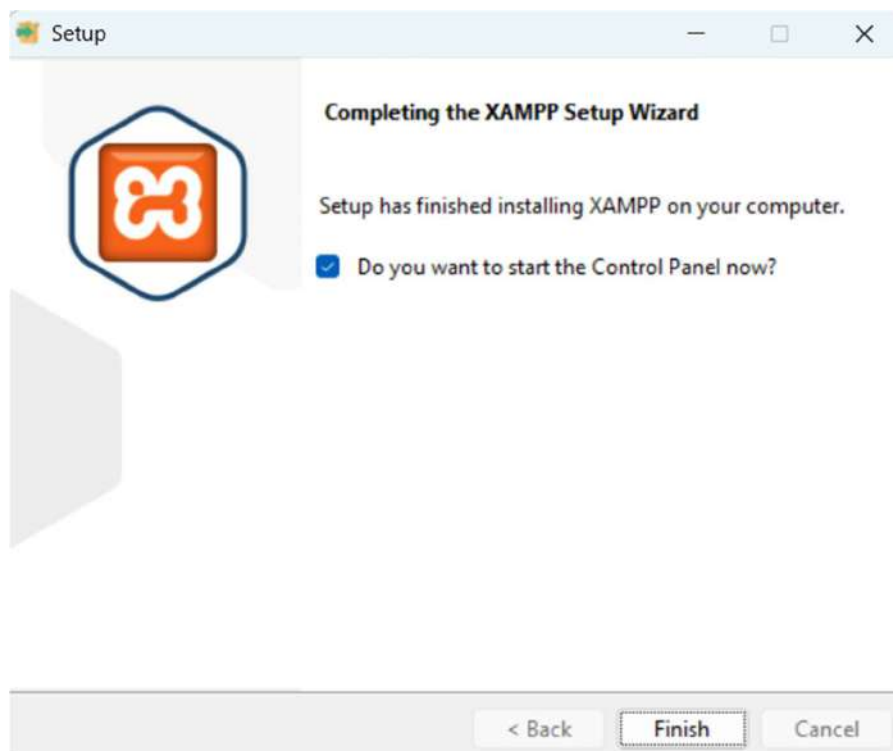 Setup
Completing the XAMPP Setup Wizard
Setup has finished installing XAMPP on your computer.
Do you want to start the Control Panel now?
< Back
Finish
Cancel